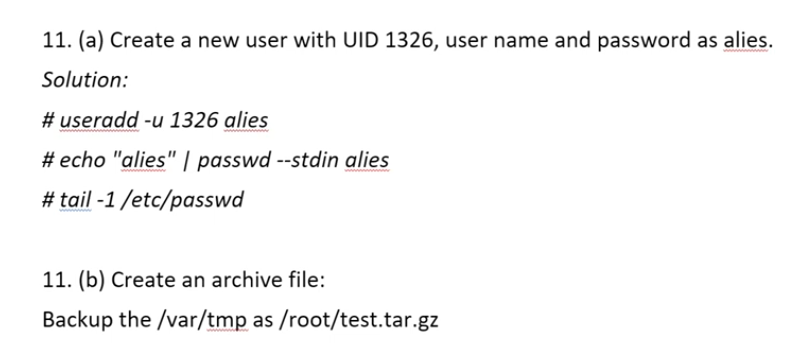 11. (a) Create a new user with UID 1326, user name and password as alies.
Solution:
# useradd -u 1326 alies
# echo "alies" | passwd --stdin alies
# tail -1 /etc/passwd
11. (b) Create an archive file:
Backup the /var/tmp as /root/test.tar.gz